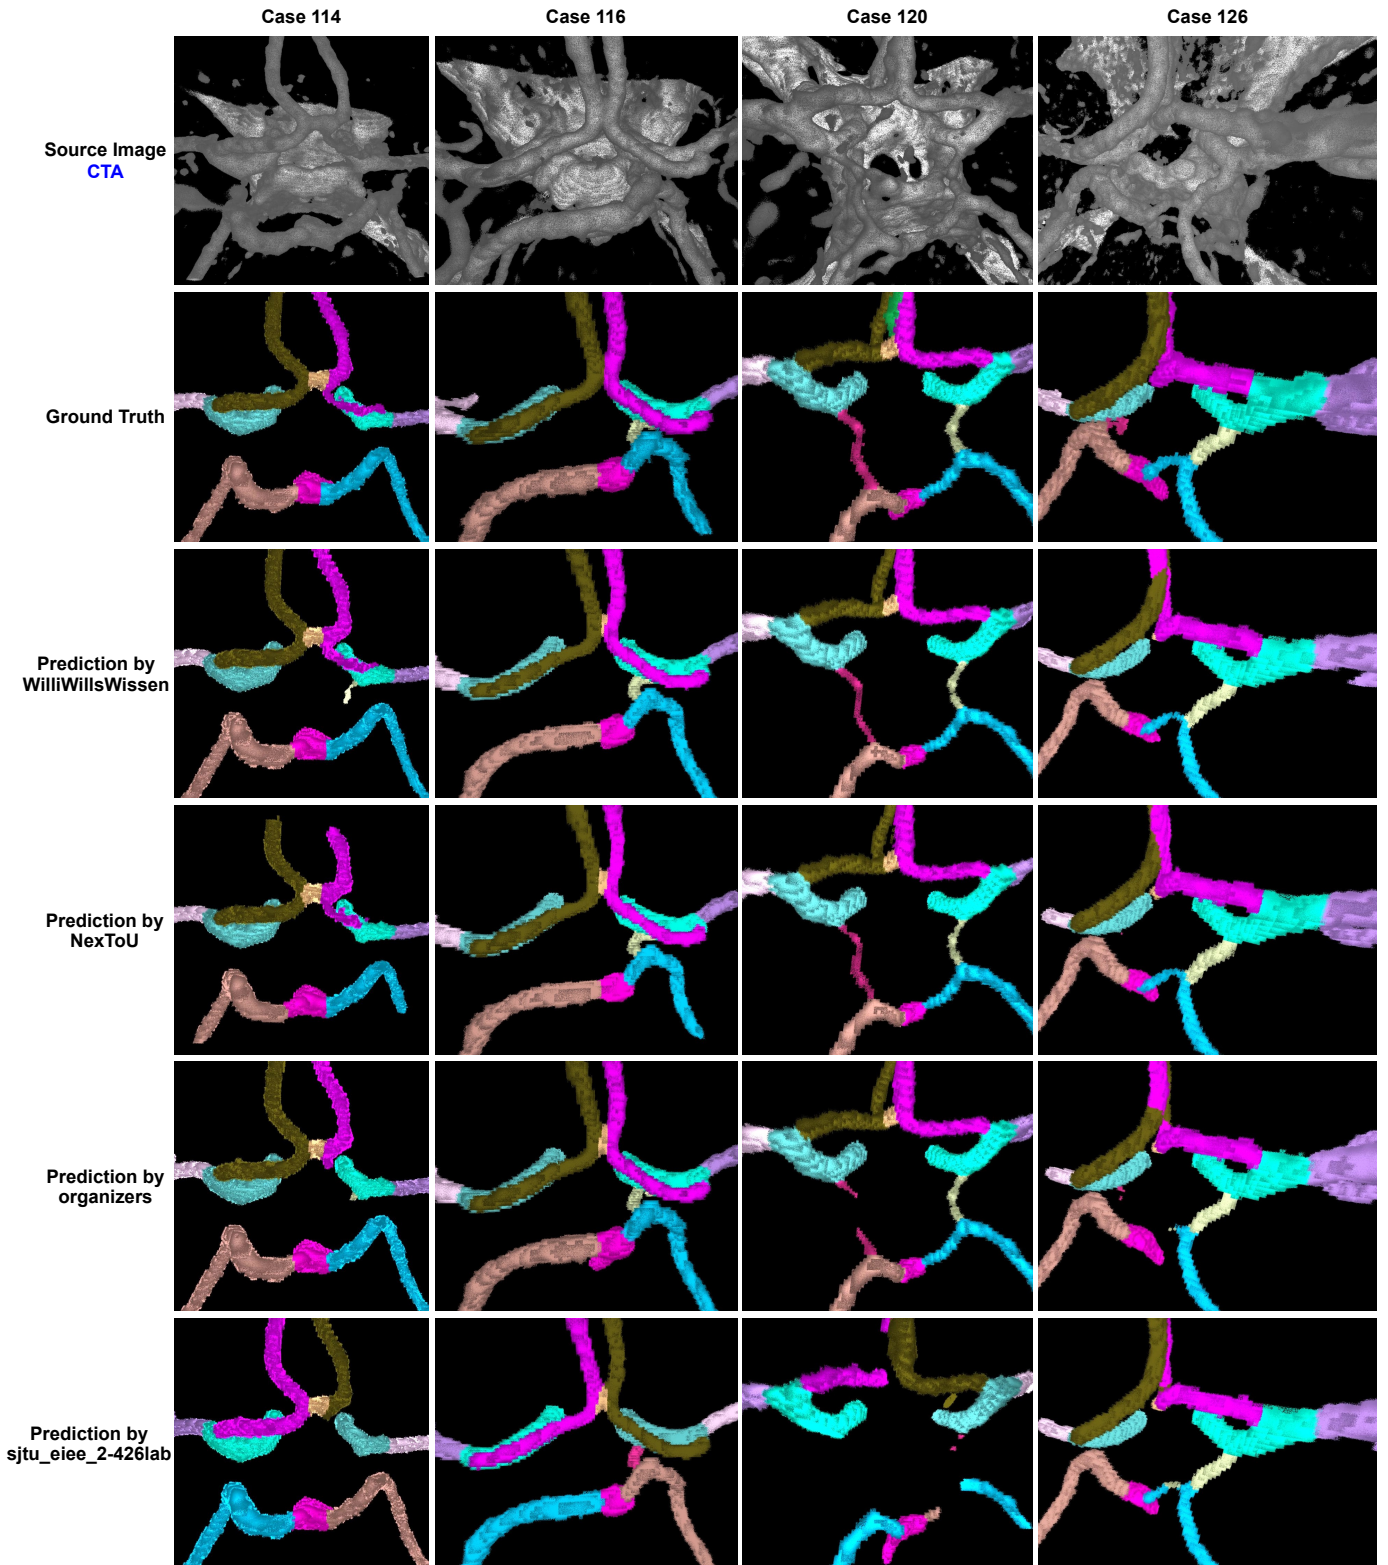 Case 114
Case 116
Case 120
Case 126
Source Image
CTA
Ground Truth
Prediction by
WilliWillsWissen
Prediction by
NexToU
Prediction by
organizers
Prediction by
sjtu_eiee_2-426lab